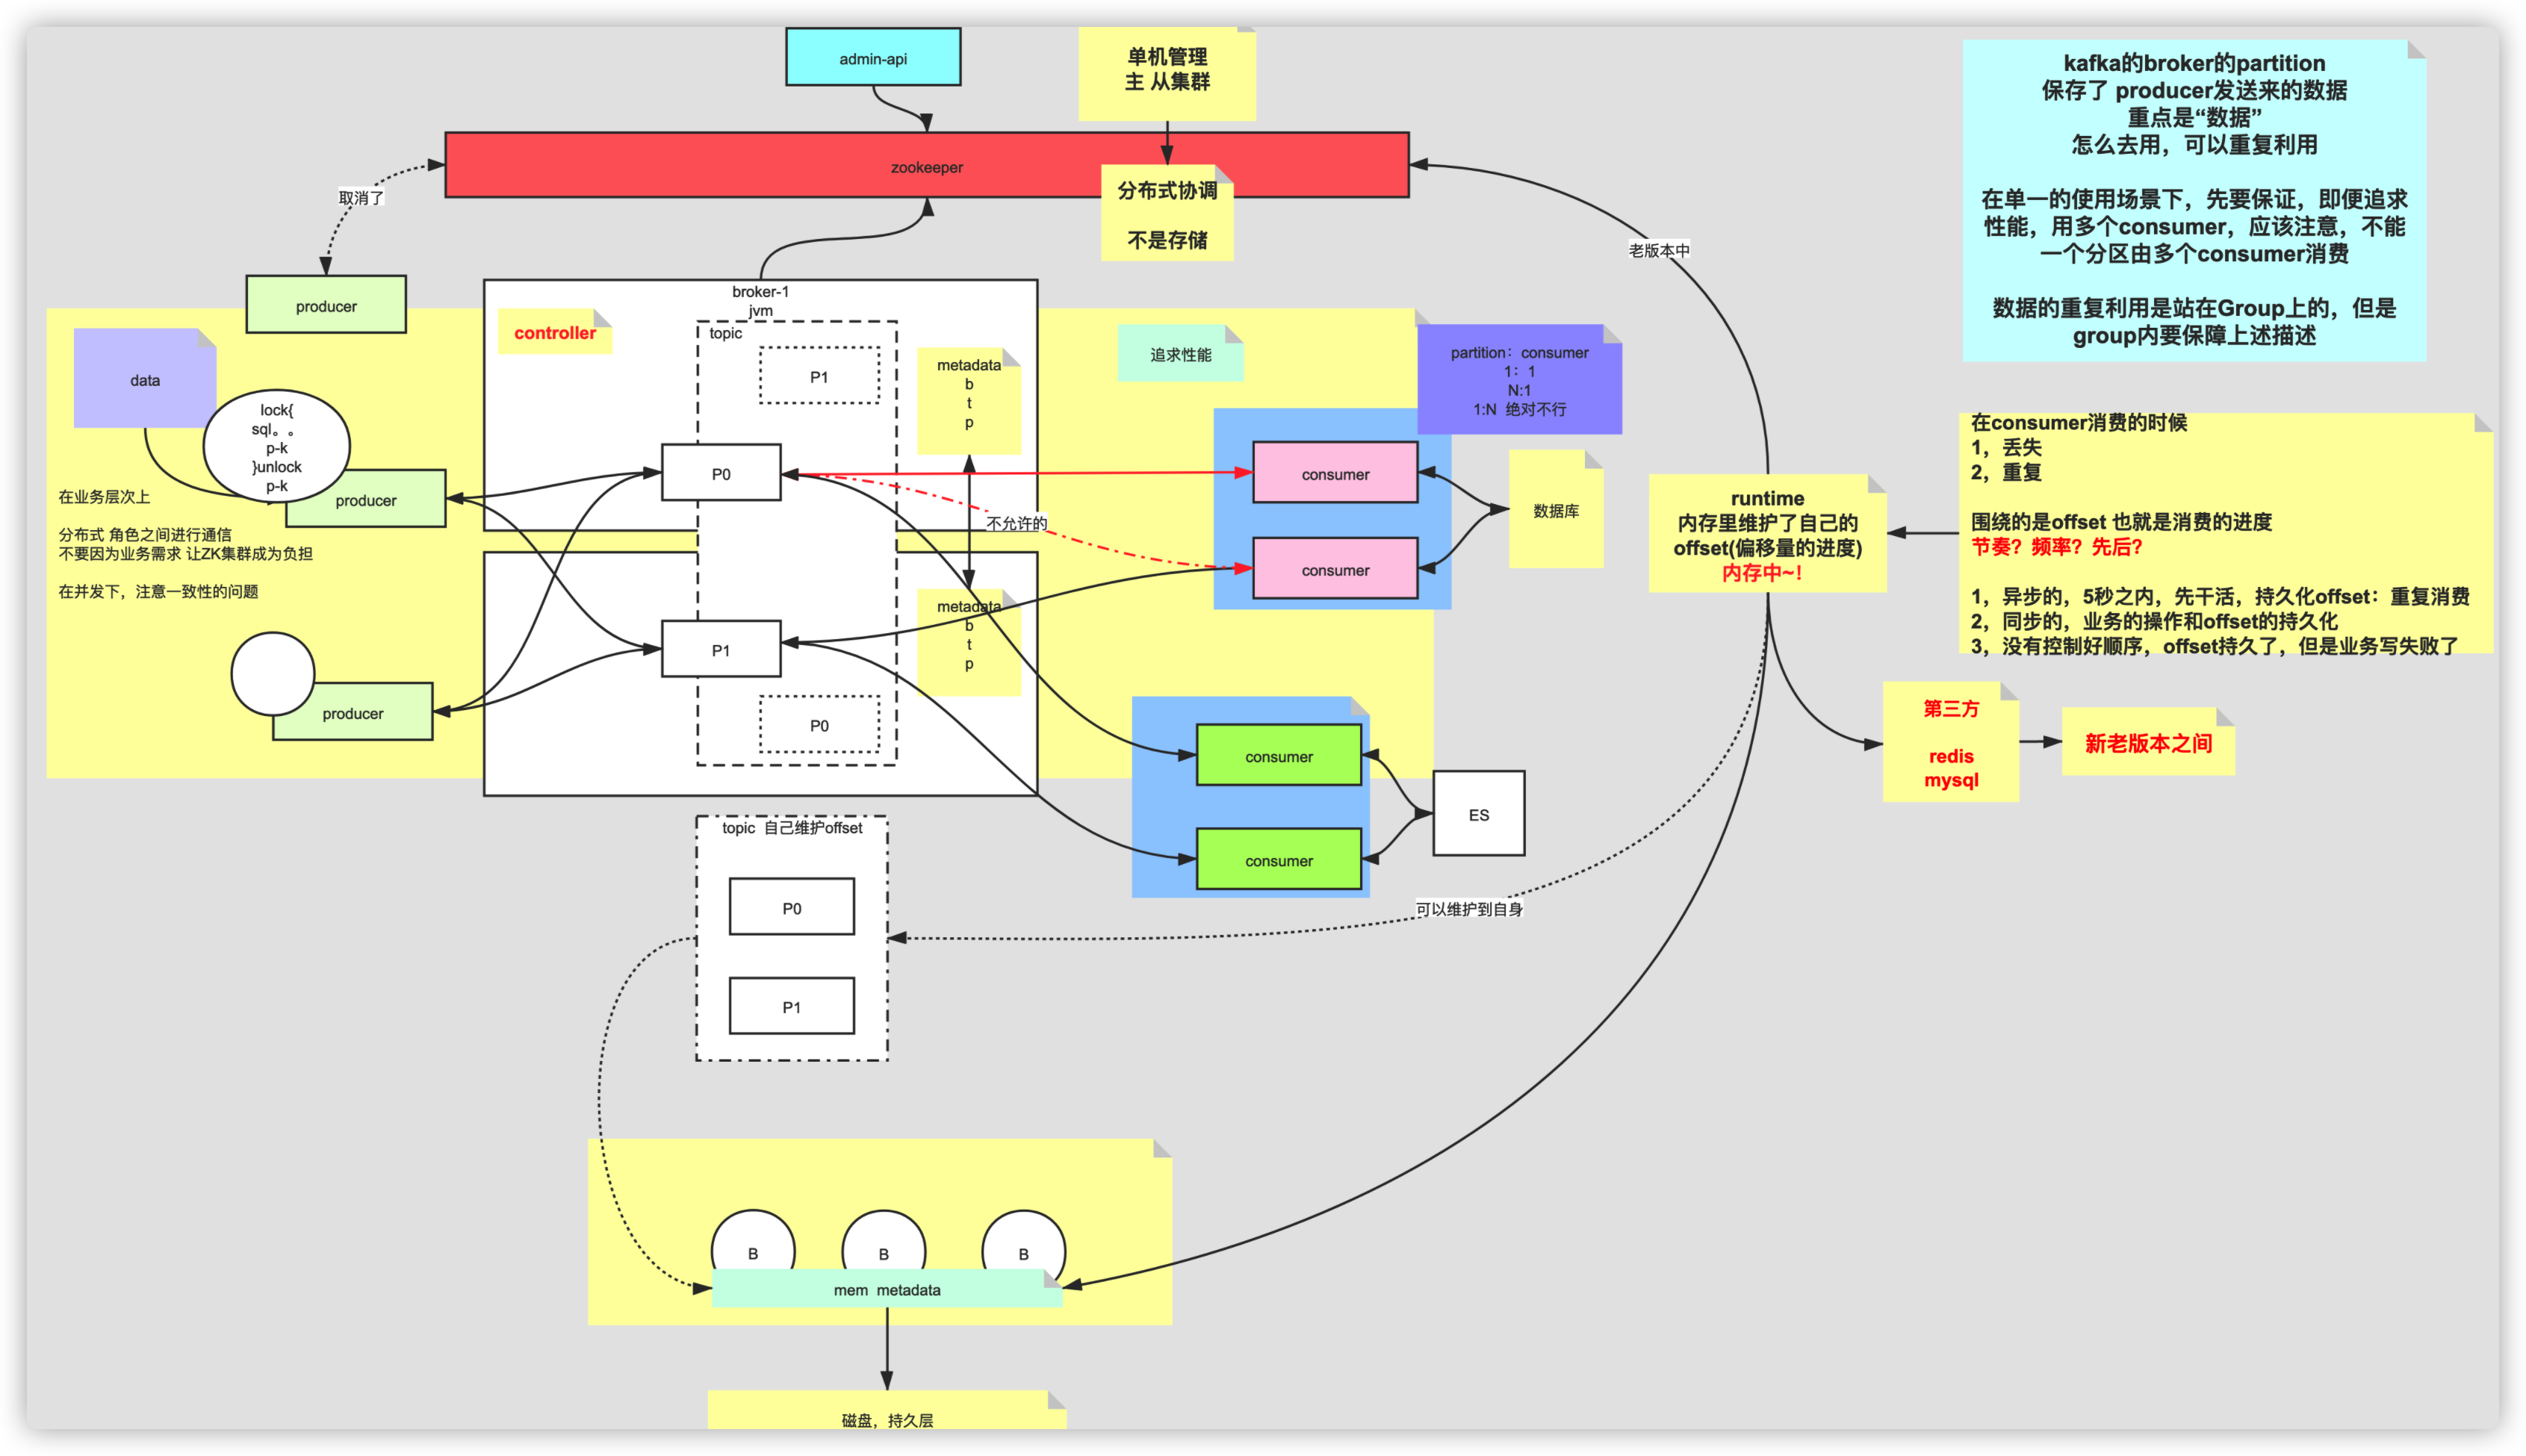 admin-api
单机管理
主 从集群
kafka的broker的partition
保存了 producer发送来的数据
重点是“数据”
怎么去用，可以重复利用
在单一的使用场景下，先要保证，即便追求
性能，用多个consumer，应该注意，不能
一个分区由多个consumer消费
数据的重复利用是站在Group上的，但是
group内要保障上述描述
zookeeper
分布式协调
不是存储
取消了
老版本中
producer
broker-1
jvm
controller
topic
P1
metadata
b
t
p
追求性能
partition：consumer
1：1
N:1
1:N 绝对不行
data
lock{
sql。。
p-k
}unlock
p-k
producer
P0
consumer
不允许的
consumer
数据库
在业务层次上
分布式 角色之间进行通信
不要因为业务需求 让ZK集群成为负担
在并发下，注意一致性的问题
runtime
内存里维护了自己的
offset(偏移量的进度)
内存中~！
在consumer消费的时候
1，丢失
2，重复
围绕的是offset 也就是消费的进度
节奏？频率？先后？
1，异步的，5秒之内，先干活，持久化offset：重复消费
2，同步的，业务的操作和offset的持久化
3，没有控制好顺序，offset持久了，但是业务写失败了
metadata
b
t
p
P1
producer
P0
consumer
consumer
ES
第三方
redis
mysql
新老版本之间
topic 自己维护offset
P0
P1
可以维护到自身
B
B
B
mem metadata
磁盘，持久层